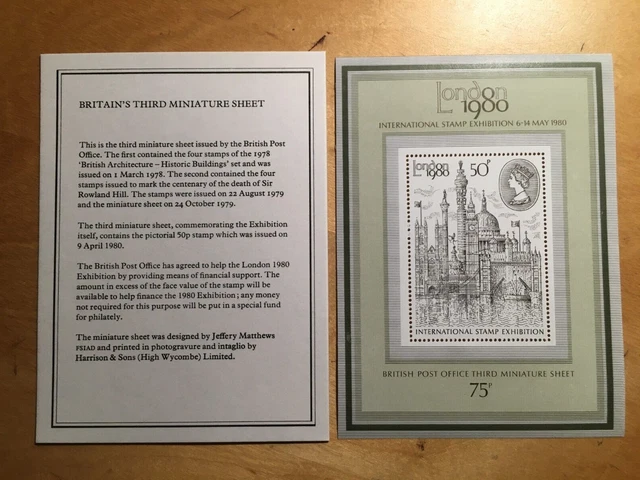 BRITAIN'S THIRD MINIATURE SHEET
This is the third miniature sheet issued by the British Post
Office. The first contained the four stamps of the 1978
'British Architecture – Historic Buildings' set and was
issued on 1 March 1978. The second contained the four
stamps issued to mark the centenary of the death of Sir
Rowland Hill. The stamps were issued on 22 August 1979
and the miniature sheet on 24 October 1979.
The third miniature sheet, commemorating the Exhibition
itself, contains the pictorial 50p stamp which was issued on
9 April 1980.
The British Post Office has agreed to help the London 1980
Exhibition by providing means of financial support. The
amount in excess of the face value of the stamp will be
available to help finance the 1980 Exhibition; any money
not required for this purpose will be put in a special fund
for philately.
The miniature sheet was designed by Jeffery Matthews
FSIAD and printed in photogravure and intaglio by
Harrison & Sons (High Wycombe) Limited.
London
1980
INTERNATIONAL STAMP EXHIBITION 6-14 MAY 1980
London
1980
50P
INTERNATIONAL STAMP EXHIBITION
BRITISH POST OFFICE THIRD MINIATURE SHEET
75P